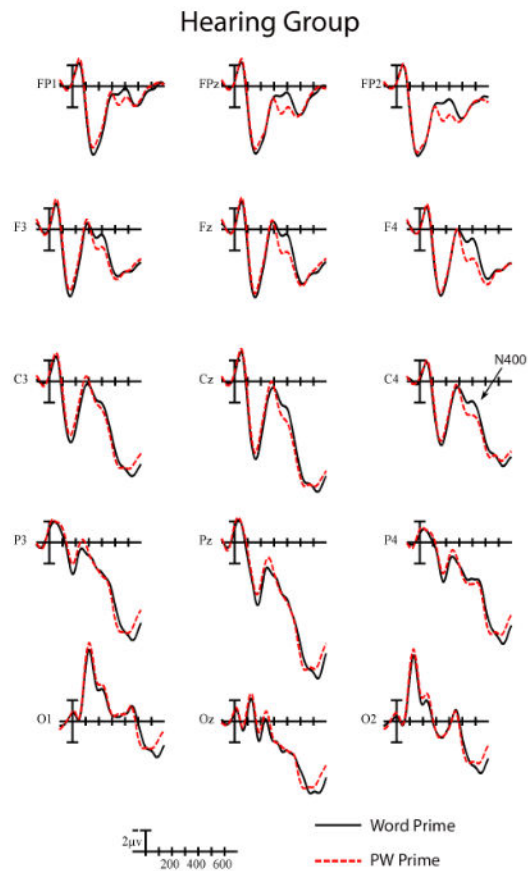 Hearing Group
FP1 FPz FP2
F3 Fz F4
C3 Cz C4 N400
P3 Pz P4
O1 Oz O2
2μv
200 400 600
Word Prime
PW Prime